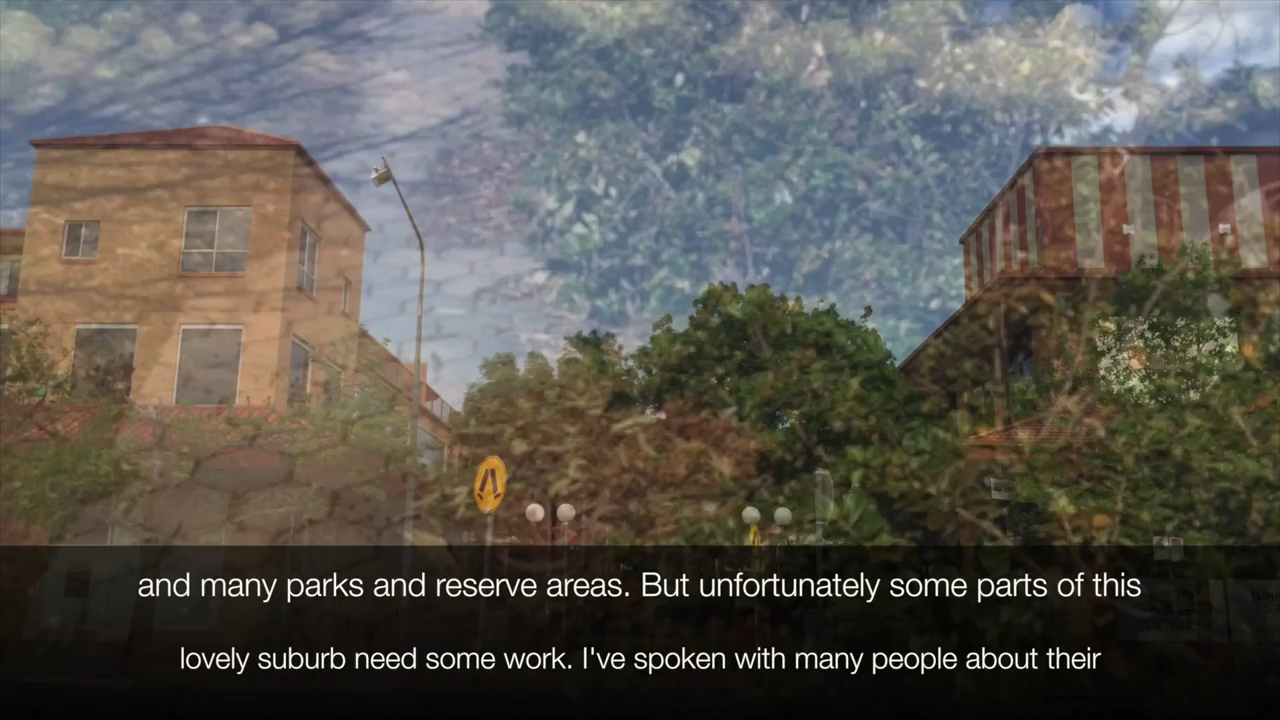 and many parks and reserve areas. But unfortunately some parts of this
lovely suburb need some work. I've spoken with many people about their